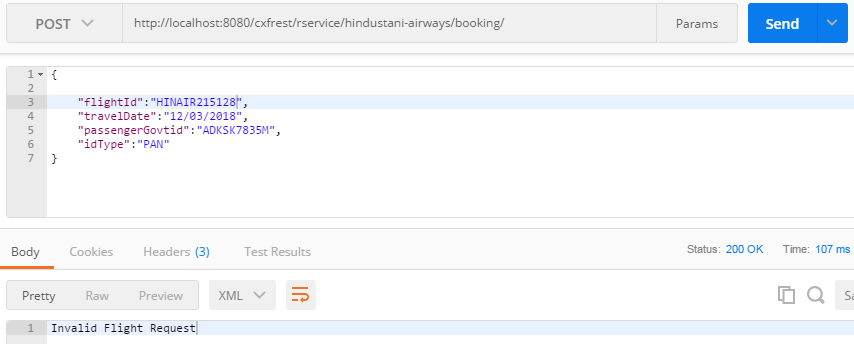 POST http://localhost:8080/cxfrest/rservice/hindustani-airways/booking/ Params Send
1 {
2
3 "flightId":"HINAIR215128",
4 "travelDate":"12/03/2018",
5 "passengerGovtid":"ADKSK7835M",
6 "idType":"PAN"
7 }
Body Cookies Headers (3) Test Results Status: 200 OK Time: 107 ms
Pretty Raw Preview XML Sa
1 Invalid Flight Request